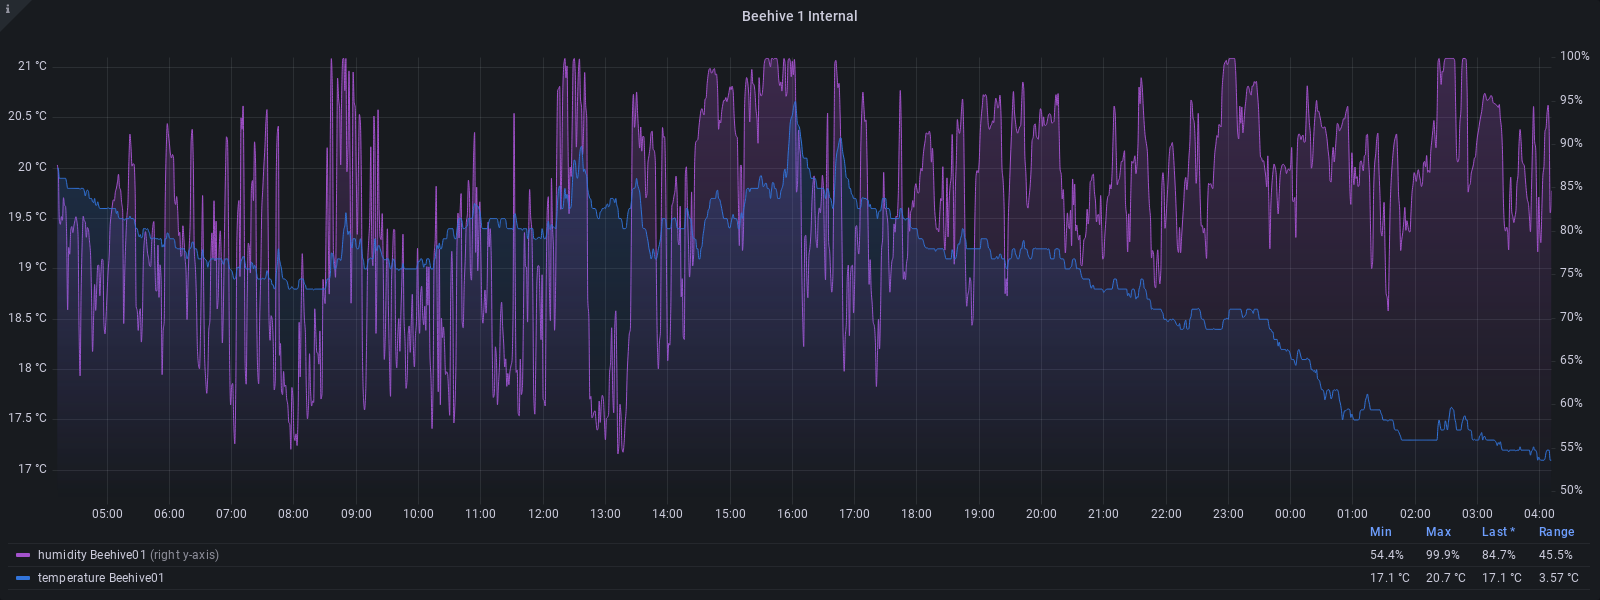 i
Beehive 1 Internal
21 °C
20.5 °C
20 °C
19.5 °C
19 °C
18.5 °C
18 °C
17.5 °C
17 °C
100%
95%
90%
85%
80%
75%
70%
65%
60%
55%
50%
05:00 06:00 07:00 08:00 09:00 10:00 11:00 12:00 13:00 14:00 15:00 16:00 17:00 18:00 19:00 20:00 21:00 22:00 23:00 00:00 01:00 02:00 03:00 04:00
Min Max Last * Range
humidity Beehive01 (right y-axis) 54.4% 99.9% 84.7% 45.5%
temperature Beehive01 17.1 °C 20.7 °C 17.1 °C 3.57 °C